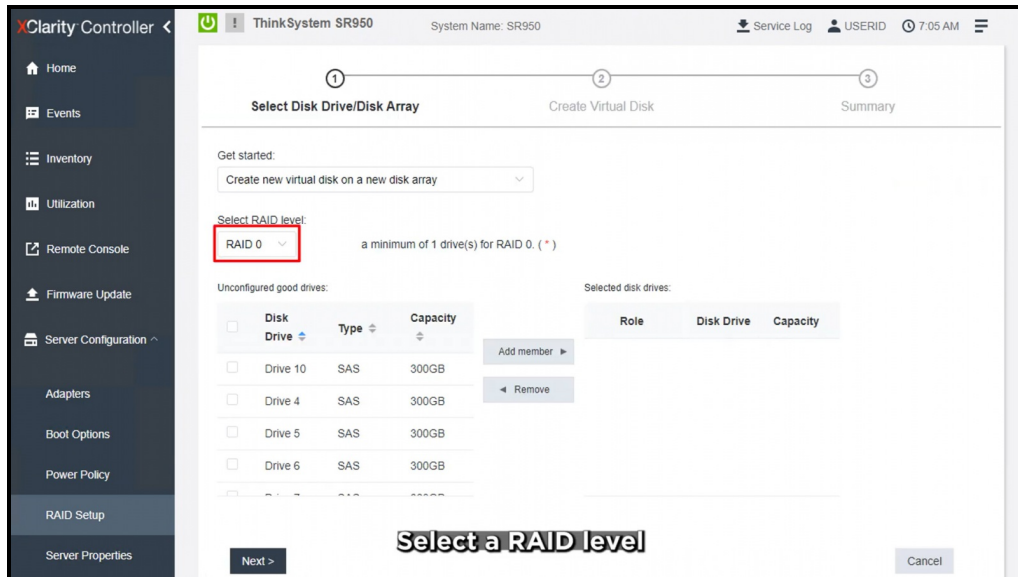 XClarity Controller
ThinkSystem SR950
System Name: SR950
Service Log
USERID
7:05 AM
Home
Events
Inventory
Utilization
Remote Console
Firmware Update
Server Configuration
Adapters
Boot Options
Power Policy
RAID Setup
Server Properties
1
2
3
Select Disk Drive/Disk Array
Create Virtual Disk
Summary
Get started:
Create new virtual disk on a new disk array
Select RAID level:
RAID 0
a minimum of 1 drive(s) for RAID 0. ( * )
Unconfigured good drives:
Disk Drive Type Capacity
Drive 10 SAS 300GB
Drive 4 SAS 300GB
Drive 5 SAS 300GB
Drive 6 SAS 300GB
Add member
Remove
Selected disk drives:
Role Disk Drive Capacity
Select a RAID level
Next >
Cancel